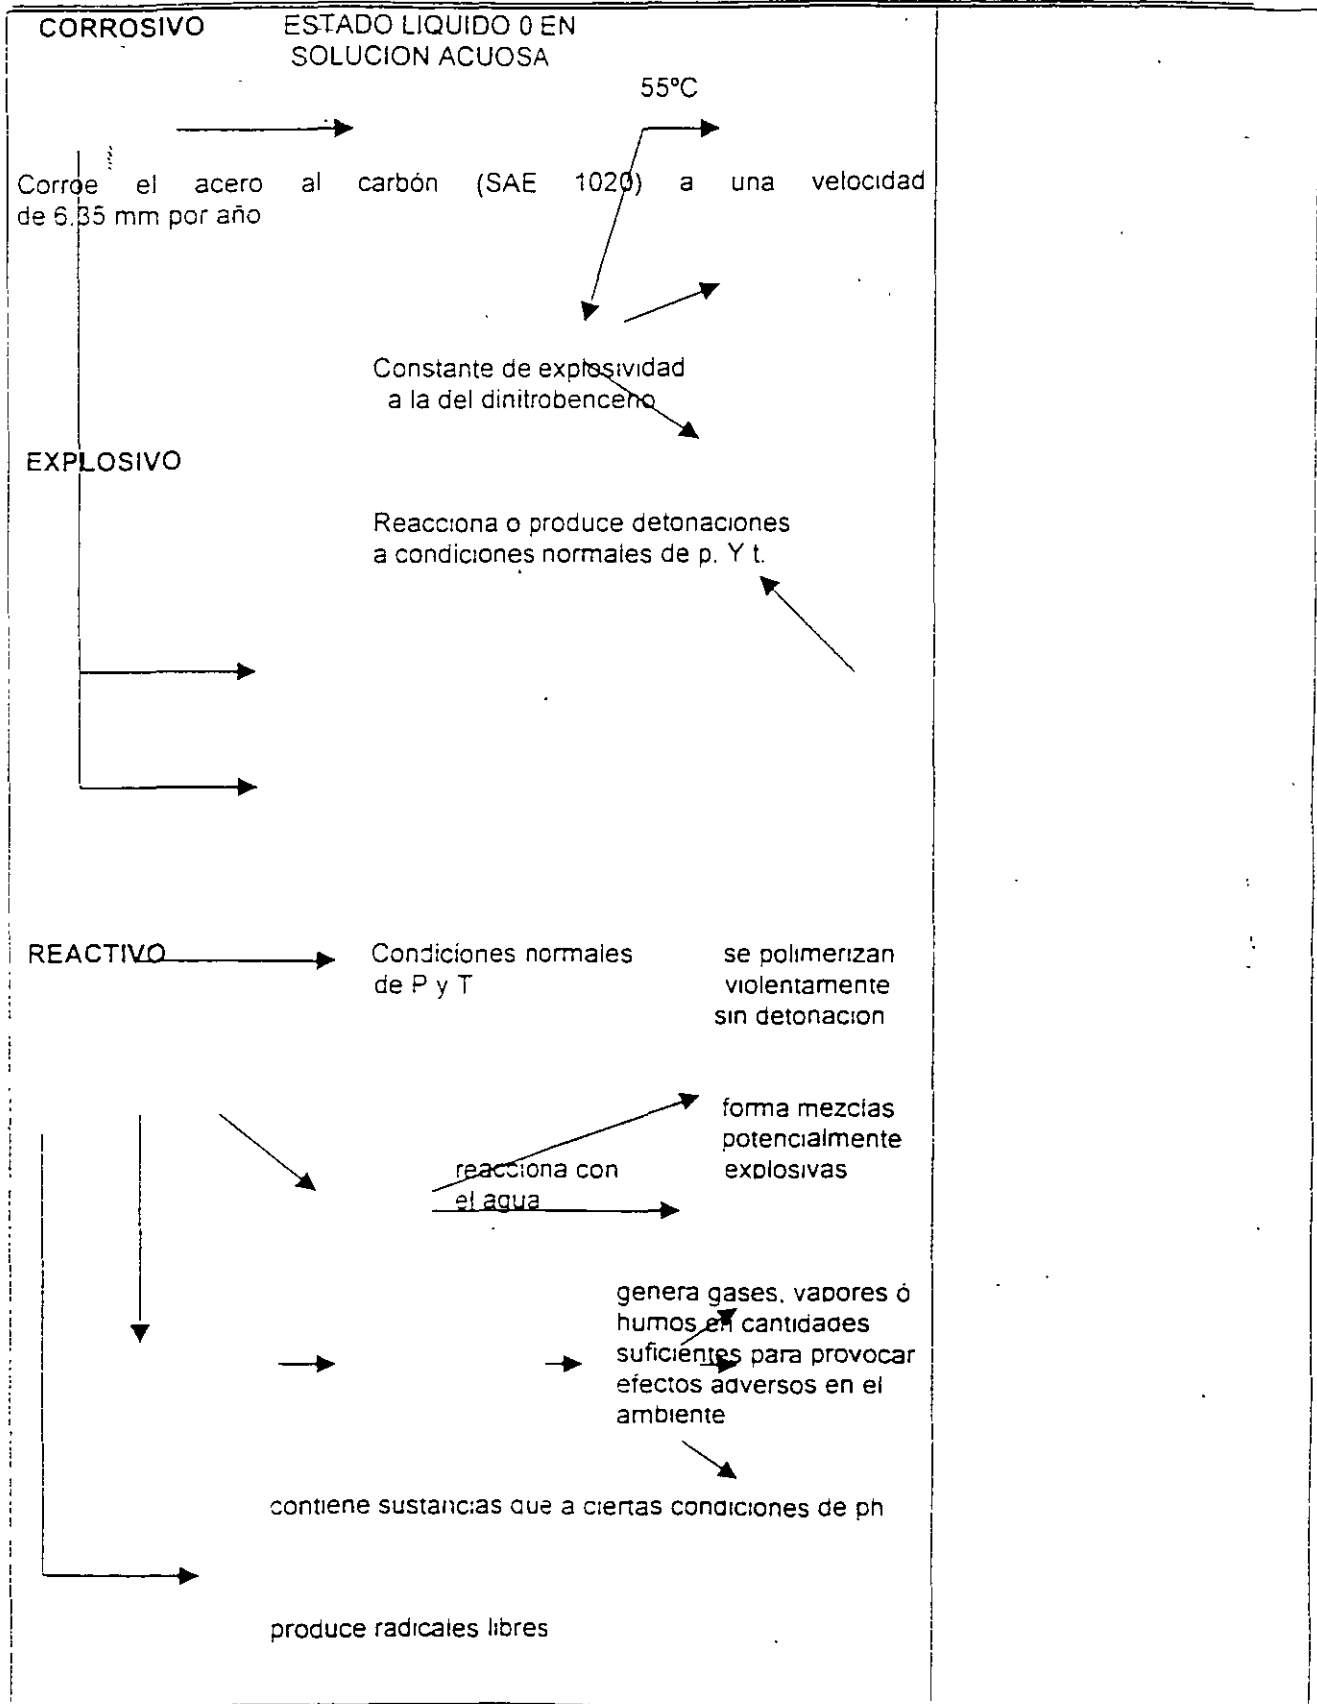 CORROSIVO ESTADO LIQUIDO 0 EN
SOLUCION ACUOSA
55ºC
Corroe el acero al carbón (SAE 1020) a una velocidad
de 6.35 mm por año
Constante de explosividad
a la del dinitrobenceno
EXPLOSIVO
Reacciona o produce detonaciones
a condiciones normales de p. Y t.
REACTIVO Condiciones normales se polimerizan
de P y T violentamente
sin detonacion
forma mezclas
potencialmente
reacciona con explosivas
el agua
genera gases, vapores ó
humos en cantidades
suficientes para provocar
efectos adversos en el
ambiente
contiene sustancias que a ciertas condiciones de ph
produce radicales libres